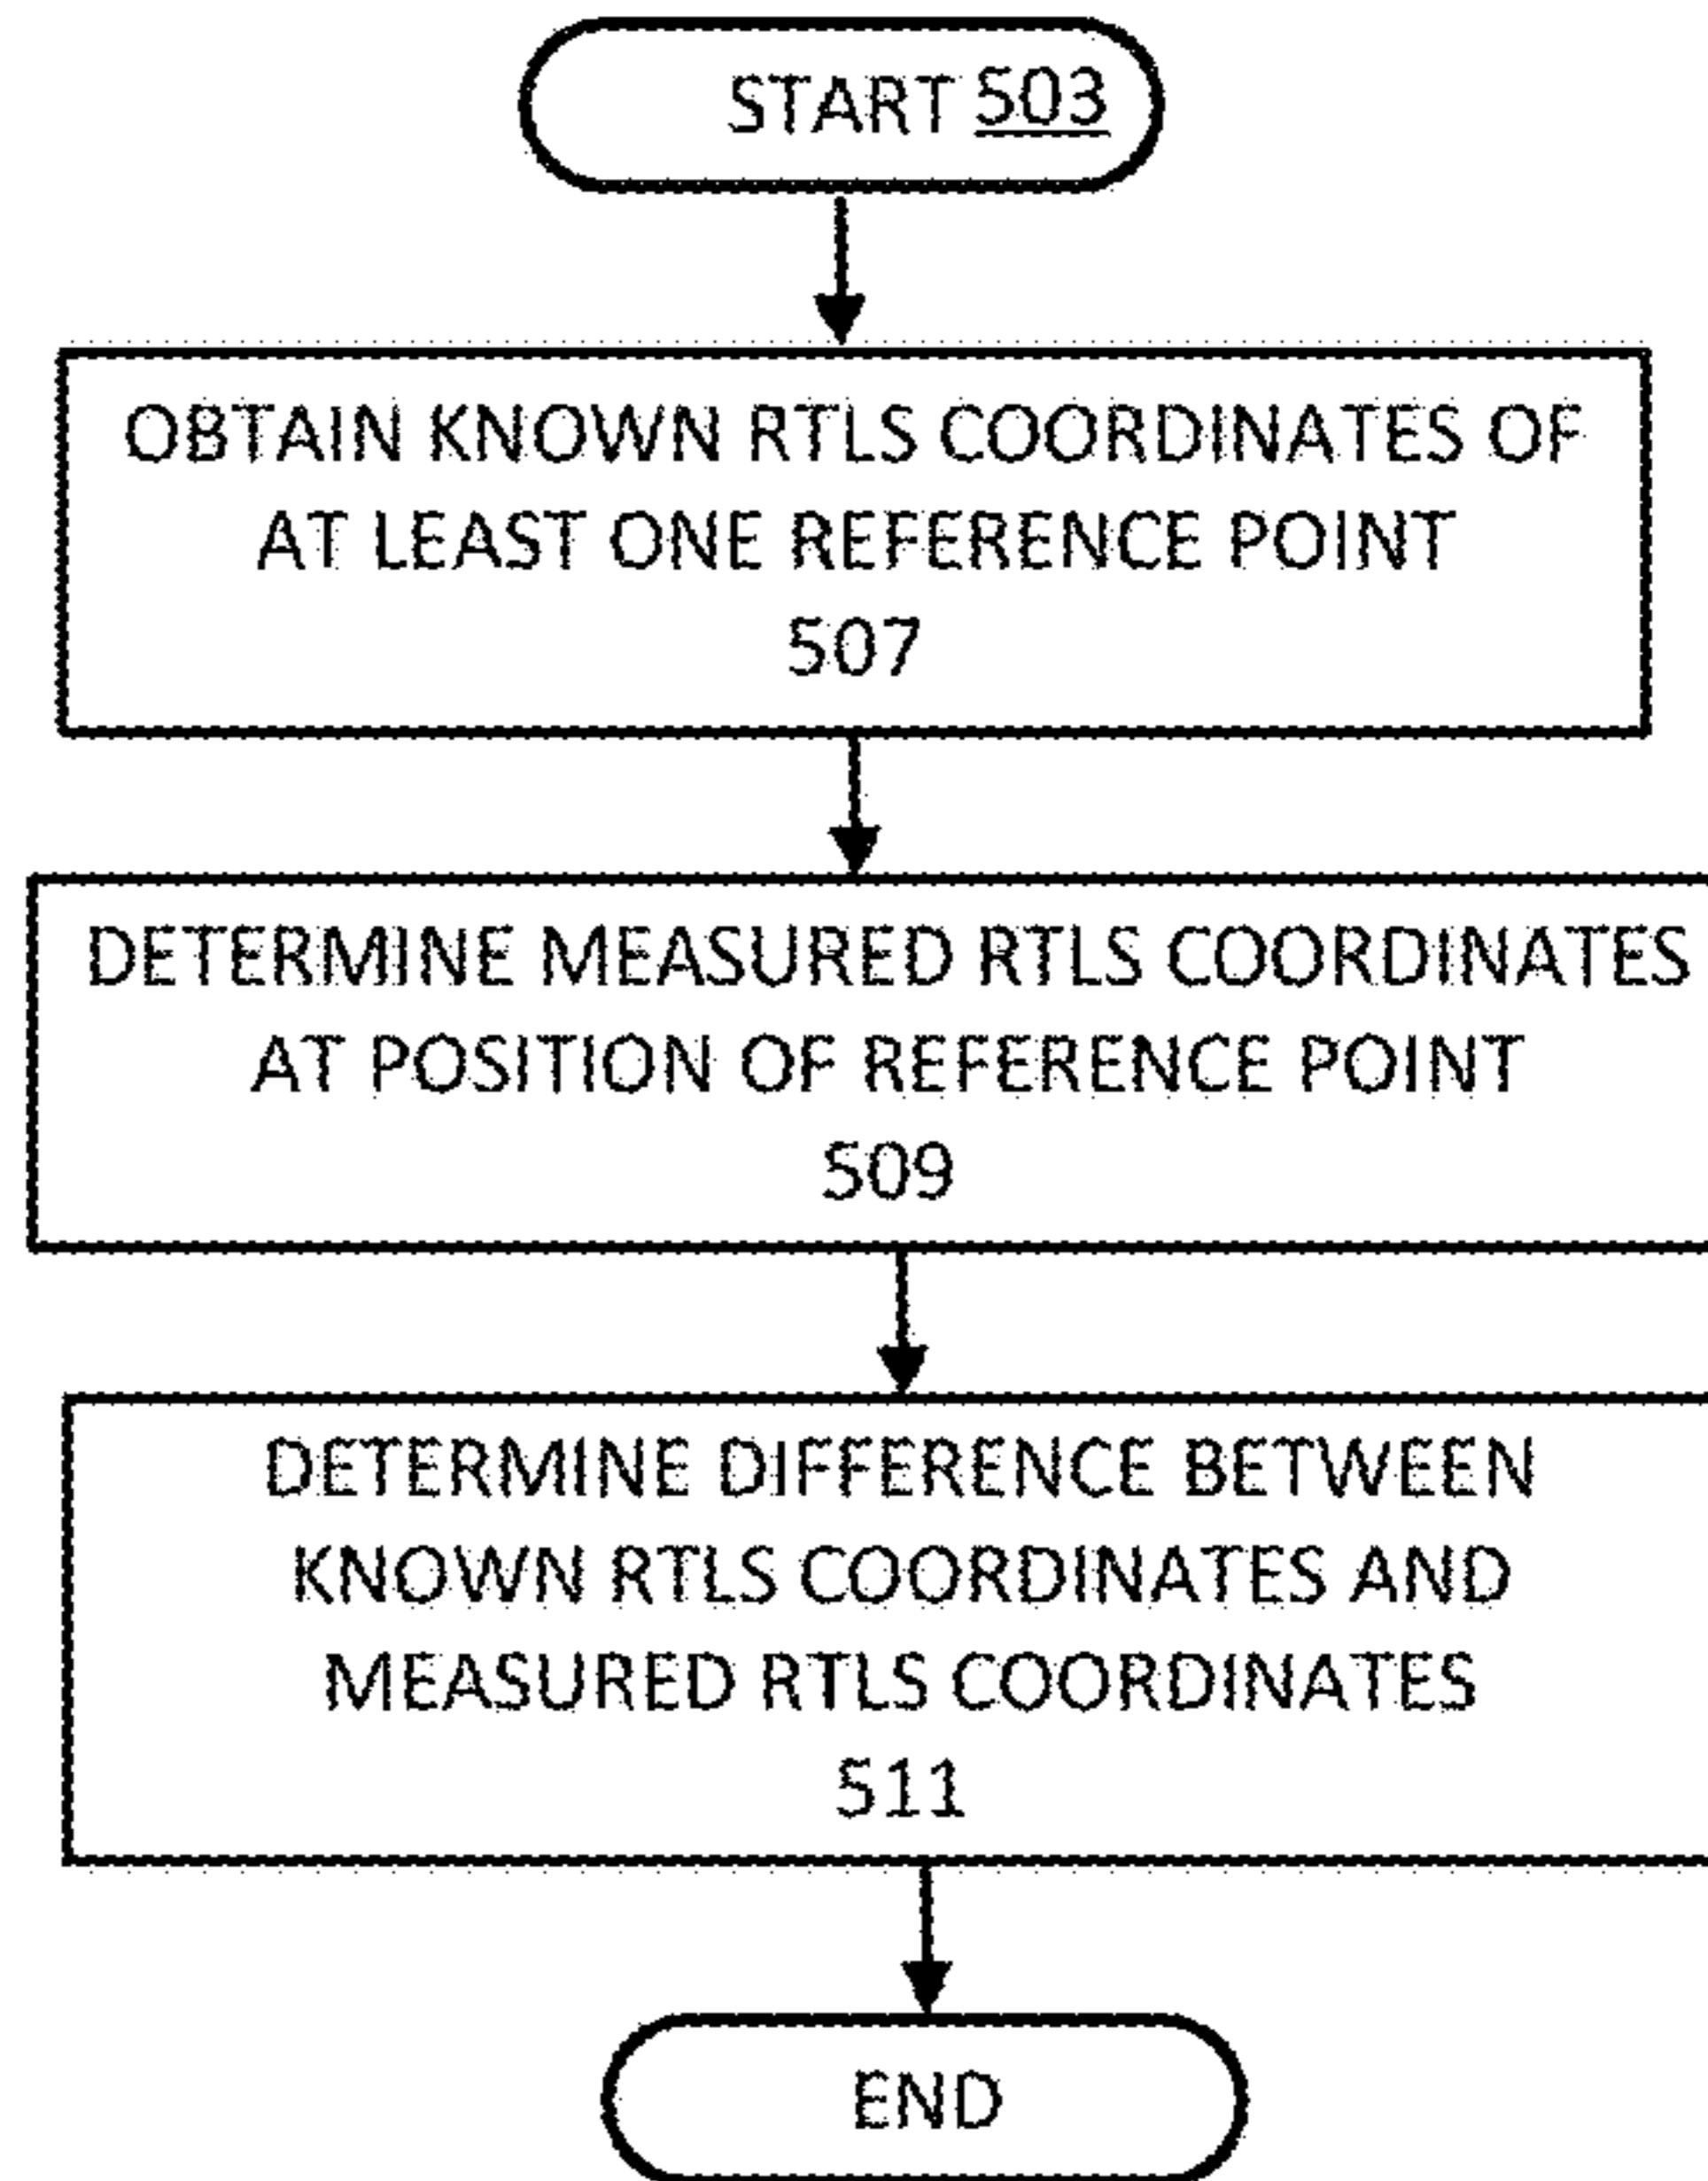 START 503
OBTAIN KNOWN RTLS COORDINATES OF
AT LEAST ONE REFERENCE POINT
507
DETERMINE MEASURED RTLS COORDINATES
AT POSITION OF REFERENCE POINT
509
DETERMINE DIFFERENCE BETWEEN
KNOWN RTLS COORDINATES AND
MEASURED RTLS COORDINATES
511
END